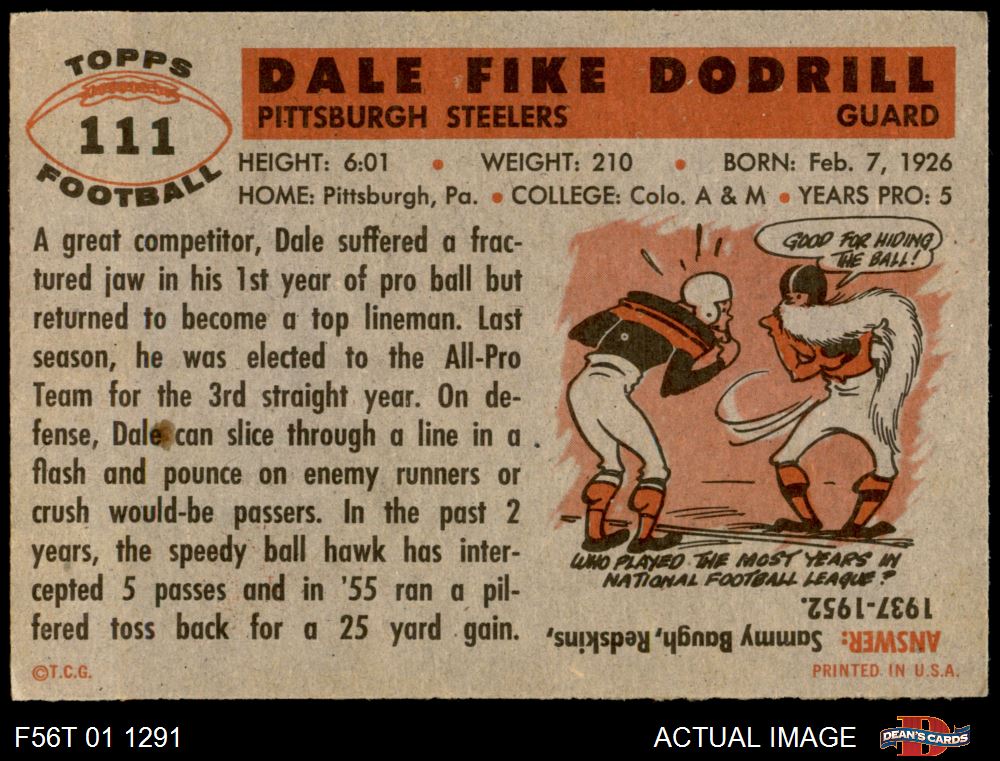 TOPPS
111
FOOTBALL
DALE FIKE DODRILL
PITTSBURGH STEELERS GUARD
HEIGHT: 6:01 • WEIGHT: 210 • BORN: Feb. 7, 1926
HOME: Pittsburgh, Pa. • COLLEGE: Colo. A & M • YEARS PRO: 5
A great competitor, Dale suffered a frac-
tured jaw in his 1st year of pro ball but
returned to become a top lineman. Last
season, he was elected to the All-Pro
Team for the 3rd straight year. On de-
fense, Dale can slice through a line in a
flash and pounce on enemy runners or
crush would-be passers. In the past 2
years, the speedy ball hawk has inter-
cepted 5 passes and in '55 ran a pil-
fered toss back for a 25 yard gain.
GOOD FOR HIDING
THE BALL!
WHO PLAYED THE MOST YEARS IN
NATIONAL FOOTBALL LEAGUE?
ANSWER: Sammy Baugh, Redskins,
1937-1952.
©T.C.G.
PRINTED IN U.S.A.
F56T 01 1291
ACTUAL IMAGE
D
DEAN'S CARDS